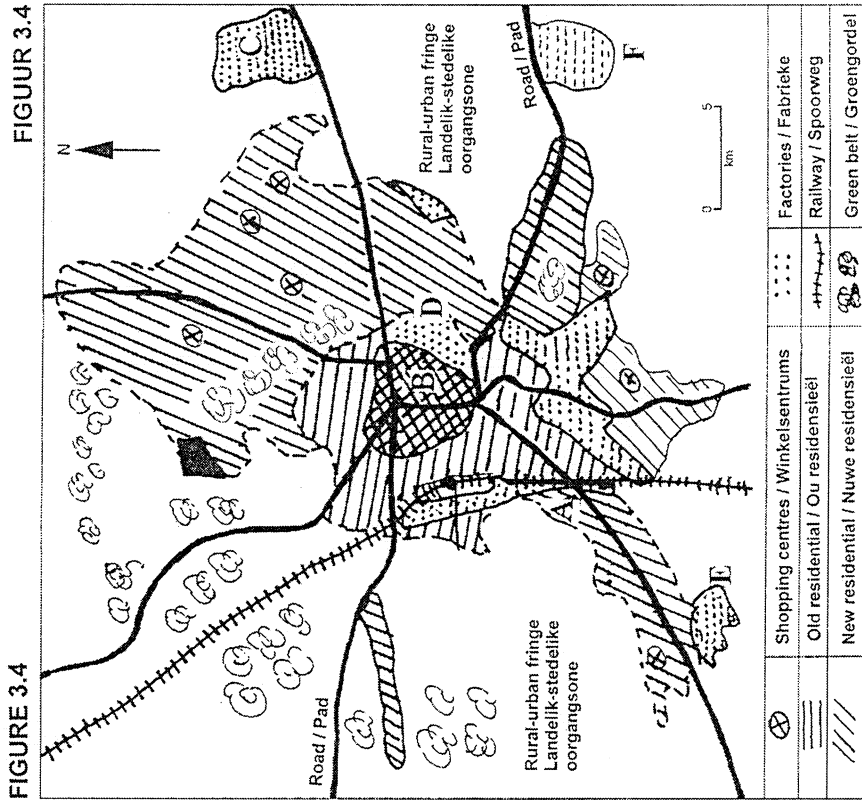 FIGURE 3.4
FIGUUR 3.4
N
C
Rural-urban fringe
Landelik-stedelike
oorgangsone
Road / Pad
F
D
B
A
E
Road / Pad
Rural-urban fringe
Landelik-stedelike
oorgangsone
0 5
km
Shopping centres / Winkelsentrums
Factories / Fabrieke
Old residential / Ou residensieël
Railway / Spoorweg
New residential / Nuwe residensieël
Green belt / Groengordel